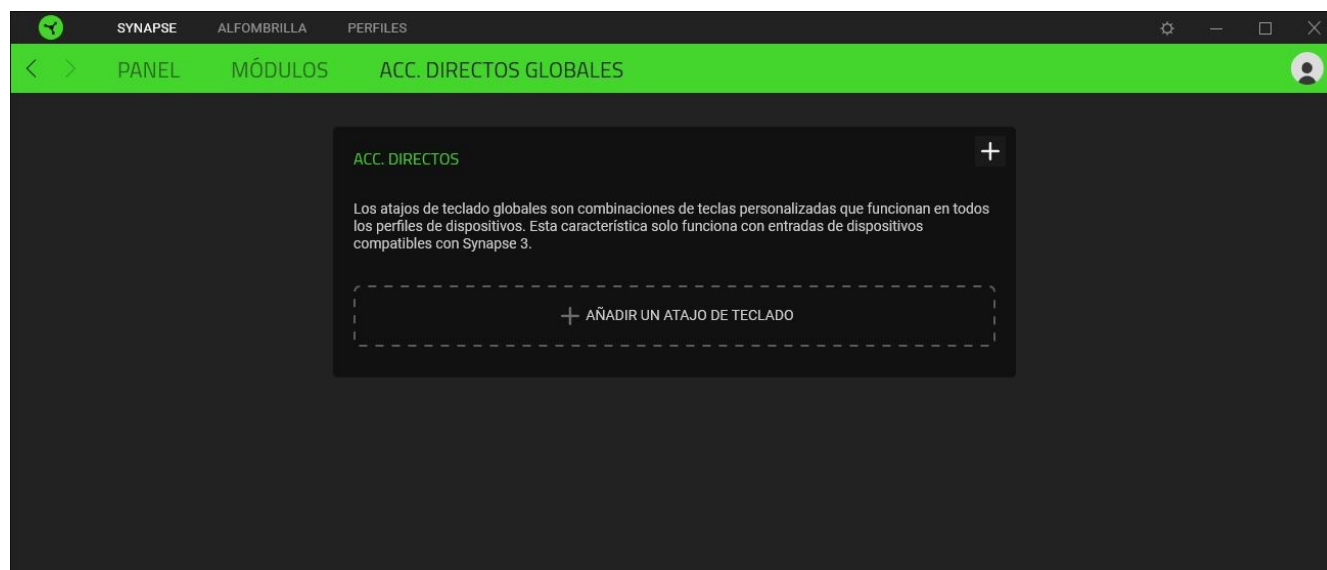 SYNAPSE ALFOMBRILLA PERFILES
PANEL MÓDULOS ACC. DIRECTOS GLOBALES
ACC. DIRECTOS
Los atajos de teclado globales son combinaciones de teclas personalizadas que funcionan en todos
los perfiles de dispositivos. Esta característica solo funciona con entradas de dispositivos
compatibles con Synapse 3.
AÑADIR UN ATAJO DE TECLADO